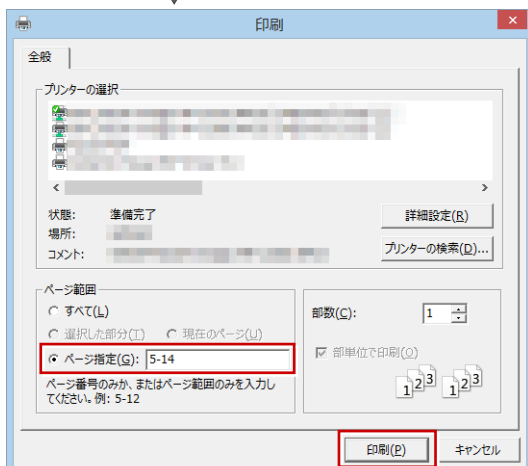 印刷
全般
プリンターの選択
状態: 準備完了
詳細設定(R)
場所:
コメント:
プリンターの検索(D)...
ページ範囲
すべて(L)
選択した部分(T) 現在のページ(U)
ページ指定(G): 5-14
ページ番号のみか、またはページ範囲のみを入力し
てください。例: 5-12
部数(C): 1
部単位で印刷(O)
1 2 3 1 2 3
印刷(P) キャンセル